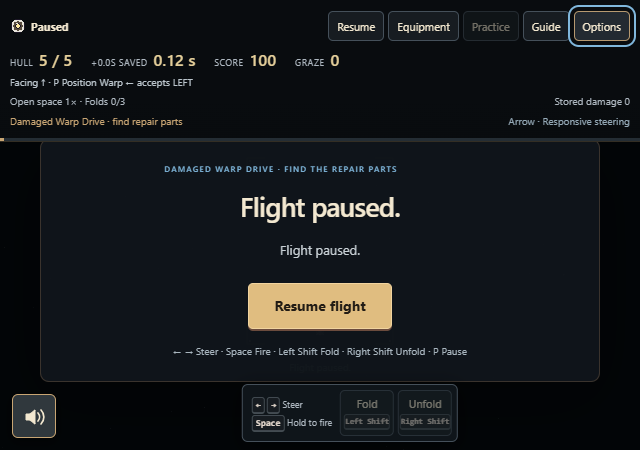 Paused
Resume Equipment Practice Guide Options
HULL 5 / 5 +0.0S SAVED 0.12 s SCORE 100 GRAZE 0
Facing ↑ · P Position Warp ← accepts LEFT
Open space 1× · Folds 0/3 Stored damage 0
Damaged Warp Drive · find repair parts Arrow · Responsive steering
DAMAGED WARP DRIVE · FIND THE REPAIR PARTS
Flight paused.
Flight paused.
Resume flight
← → Steer · Space Fire · Left Shift Fold · Right Shift Unfold · P Pause
← → Steer Fold Unfold
Space Hold to fire Left Shift Right Shift